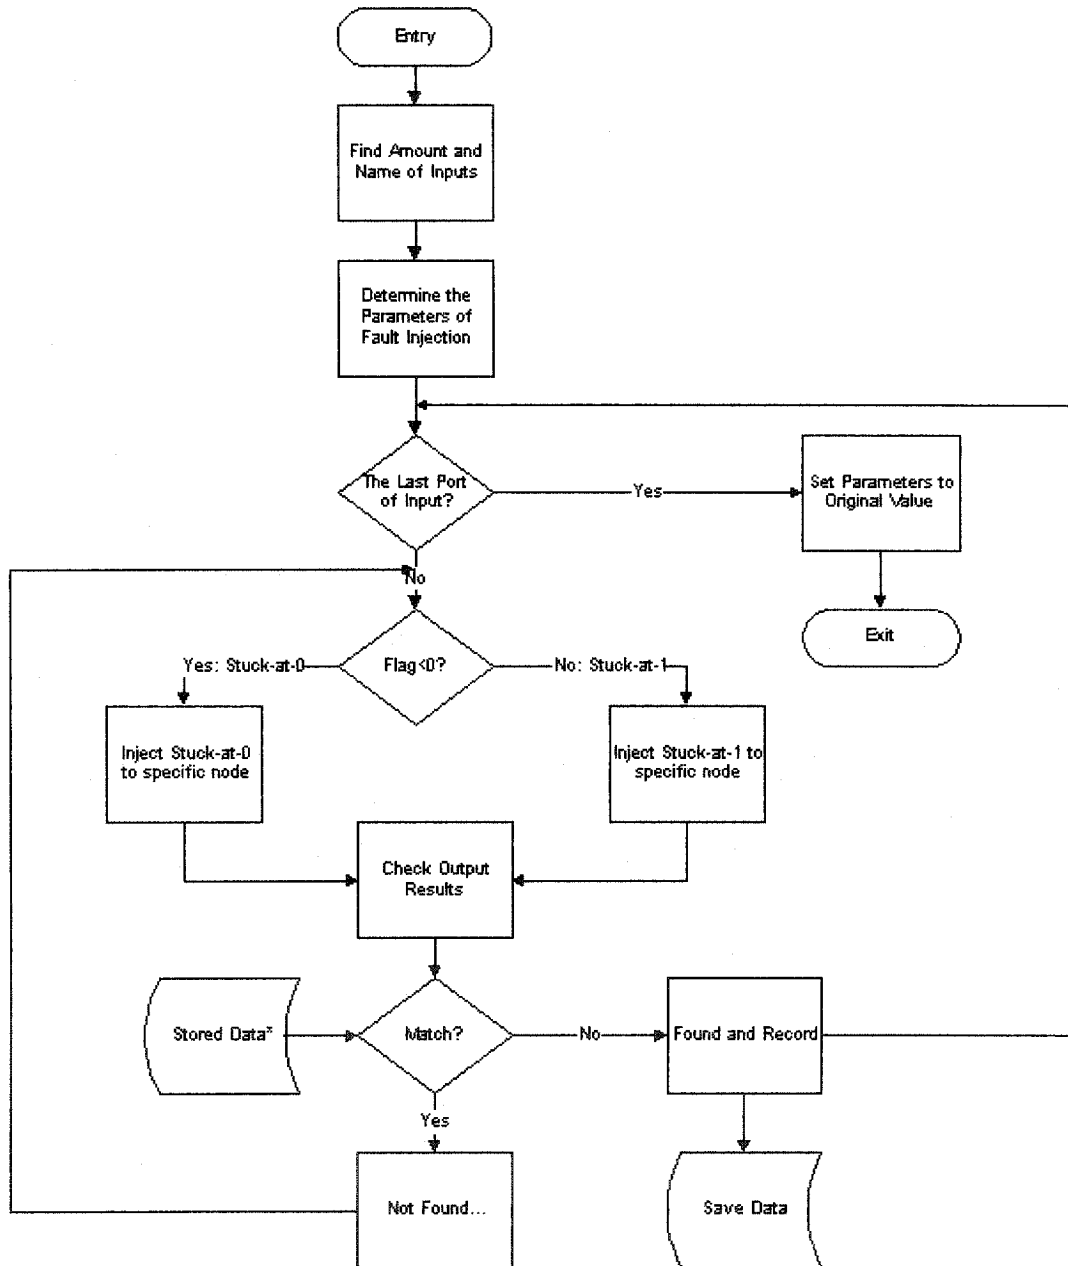 Entry
Find Amount and
Name of Inputs
Determine the
Parameters of
Fault Injection
The Last Port
of Input?
Yes
Set Parameters to
Original Value
No
Exit
Flag<0?
Yes: Stuck-at-0
No: Stuck-at-1
Inject Stuck-at-0
to specific node
Inject Stuck-at-1 to
specific node
Check Output
Results
Stored Data*
Match?
No
Found and Record
Yes
Not Found...
Save Data